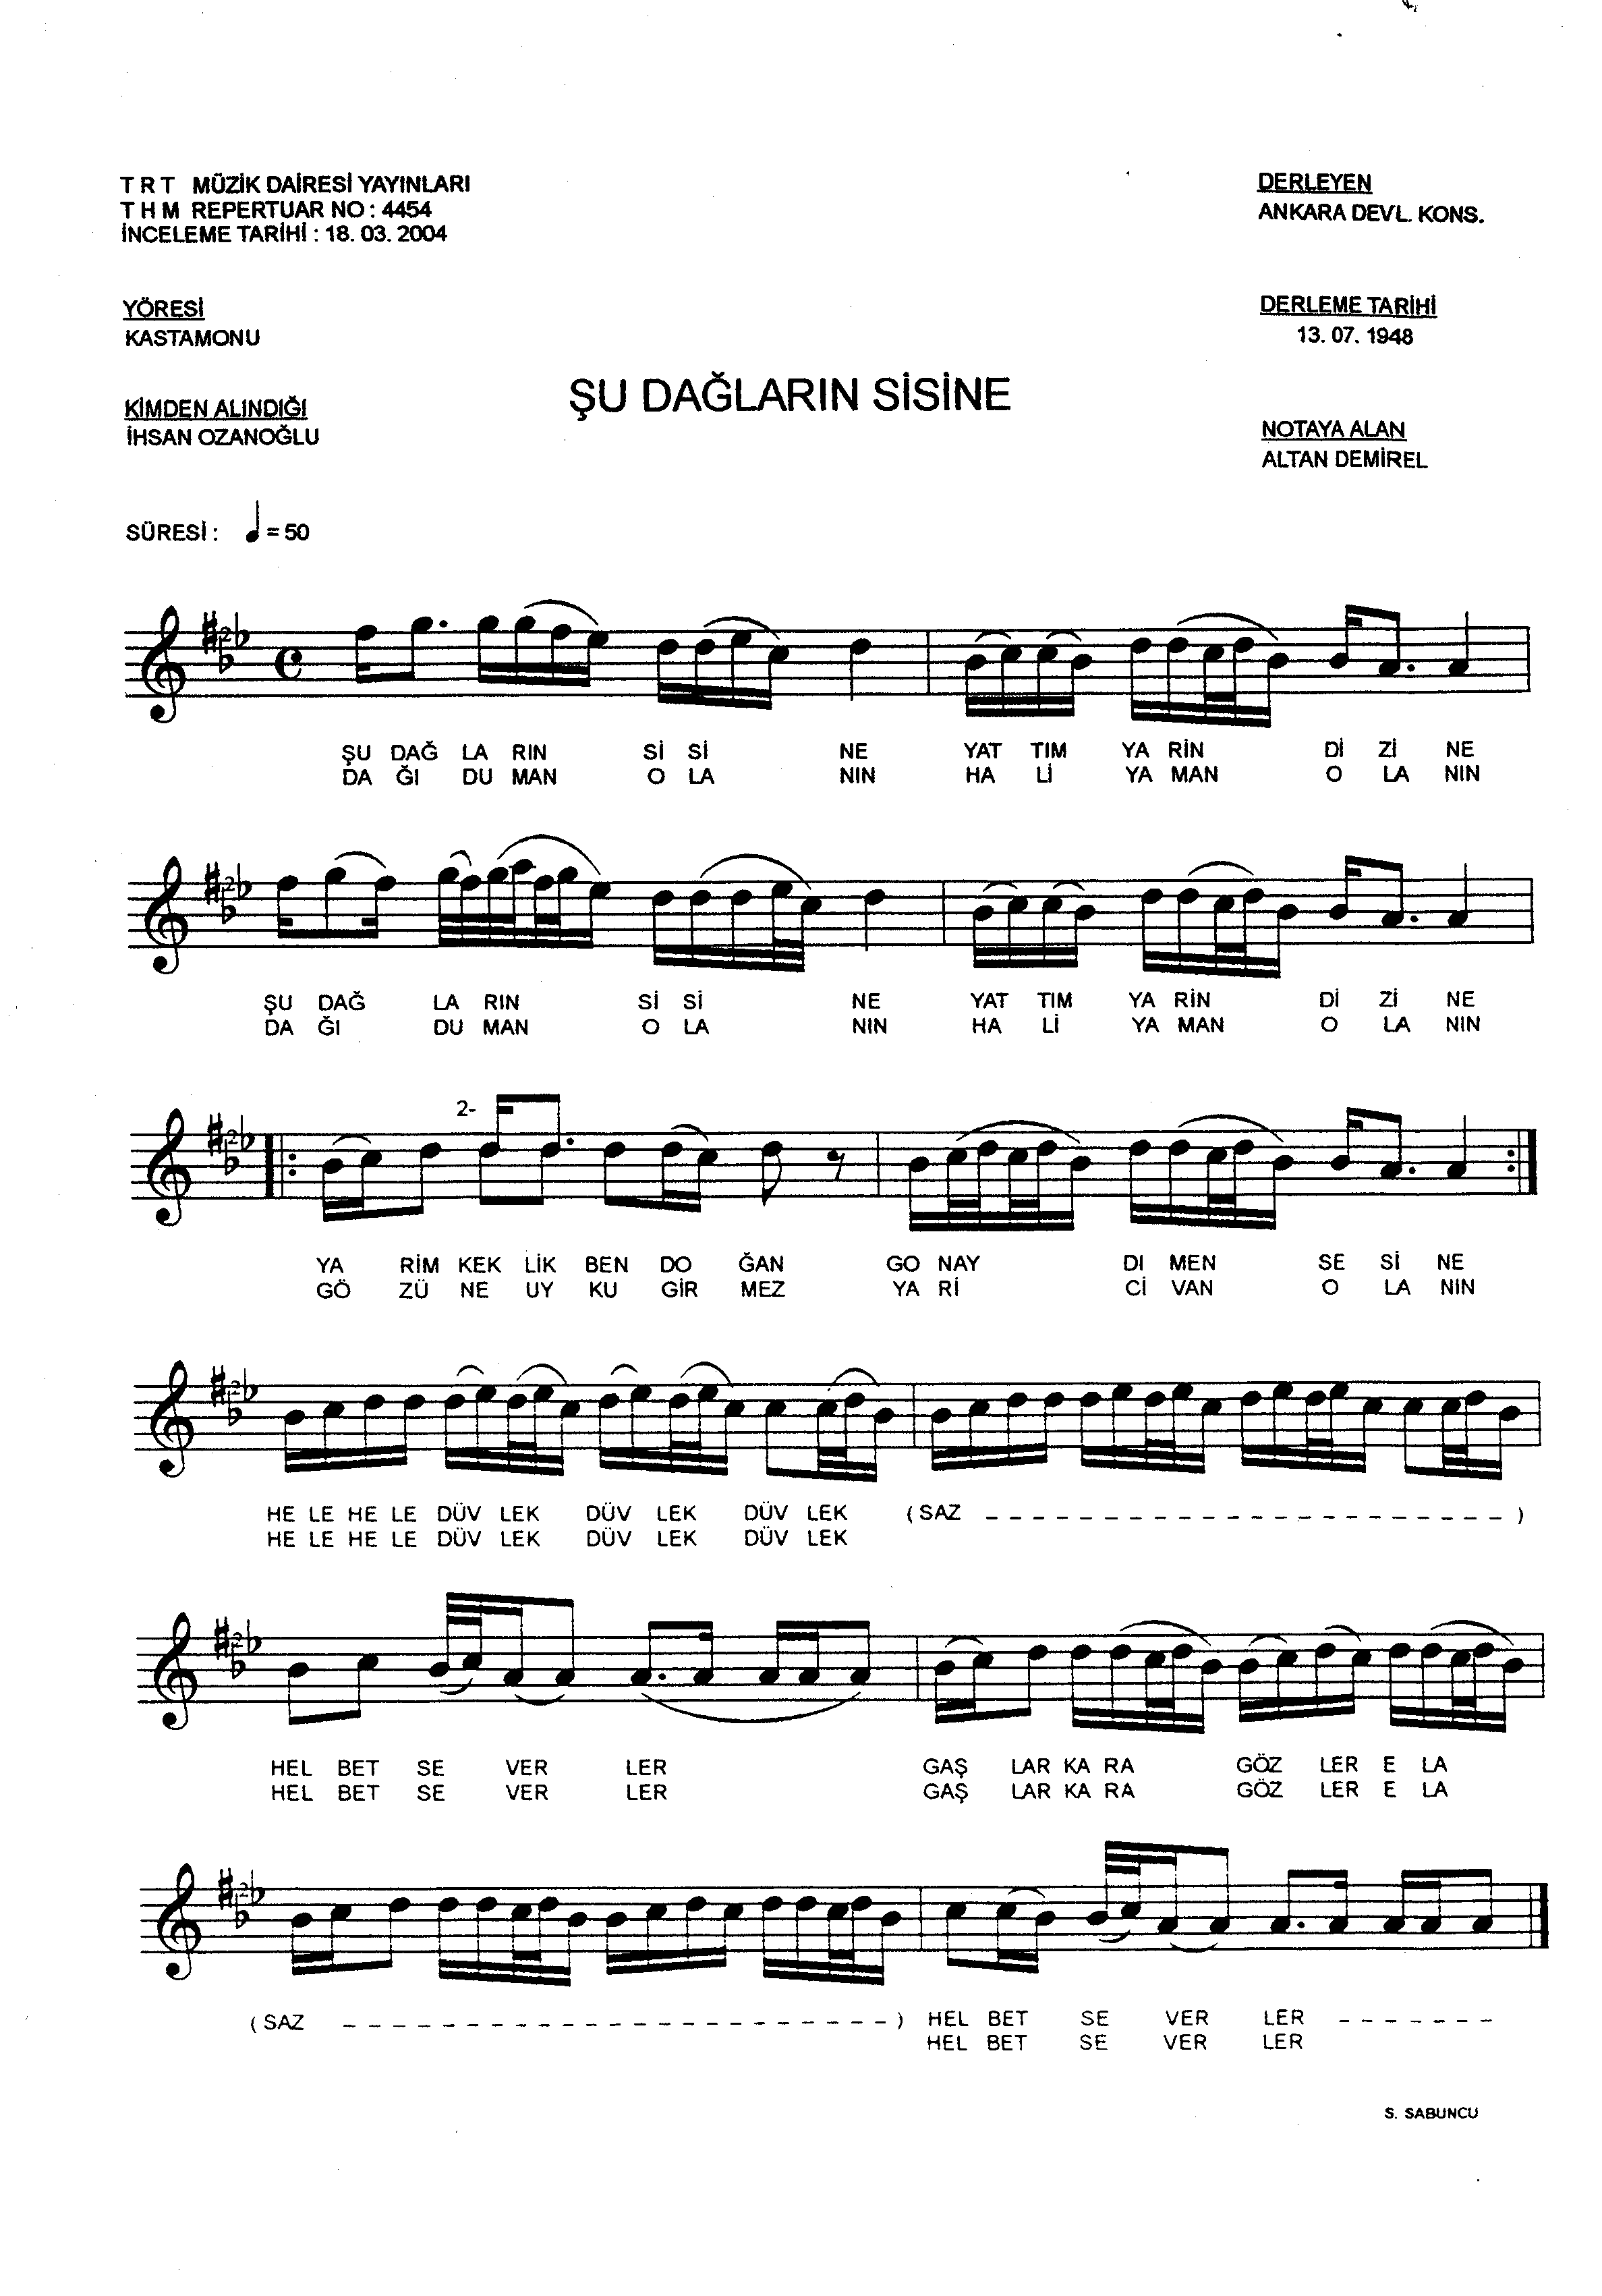 T R T MÜZİK DAİRESİ YAYINLARI
T H M REPERTUAR NO : 4454
İNCELEME TARİHİ : 18. 03. 2004
DERLEYEN
ANKARA DEVL. KONS.
YÖRESİ
KASTAMONU
DERLEME TARİHİ
13. 07. 1948
ŞU DAĞLARIN SİSİNE
KİMDEN ALINDIĞI
İHSAN OZANOĞLU
NOTAYA ALAN
ALTAN DEMİREL
SÜRESİ : ♩ = 50
ŞU DAĞ LA RIN Sİ Sİ NE YAT TIM YA RİN Dİ Zİ NE
DA ĞI DU MAN O LA NIN HA Lİ YA MAN O LA NIN
ŞU DAĞ LA RIN Sİ Sİ NE YAT TIM YA RİN Dİ Zİ NE
DA ĞI DU MAN O LA NIN HA Lİ YA MAN O LA NIN
2-
YA RİM KEK LİK BEN DO ĞAN GO NAY DI MEN SE Sİ NE
GÖ ZÜ NE UY KU GİR MEZ YA Rİ Cİ VAN O LA NIN
HE LE HE LE DÜV LEK DÜV LEK DÜV LEK ( SAZ _ _ _ _ _ _ _ _ _ _ _ _ _ _ _ _ _ _ _ _ )
HE LE HE LE DÜV LEK DÜV LEK DÜV LEK
HEL BET SE VER LER GAŞ LAR KA RA GÖZ LER E LA
HEL BET SE VER LER GAŞ LAR KA RA GÖZ LER E LA
( SAZ _ _ _ _ _ _ _ _ _ _ _ _ _ _ _ _ _ _ _ _ _ ) HEL BET SE VER LER _ _ _ _ _ _ _
HEL BET SE VER LER
S. SABUNCU